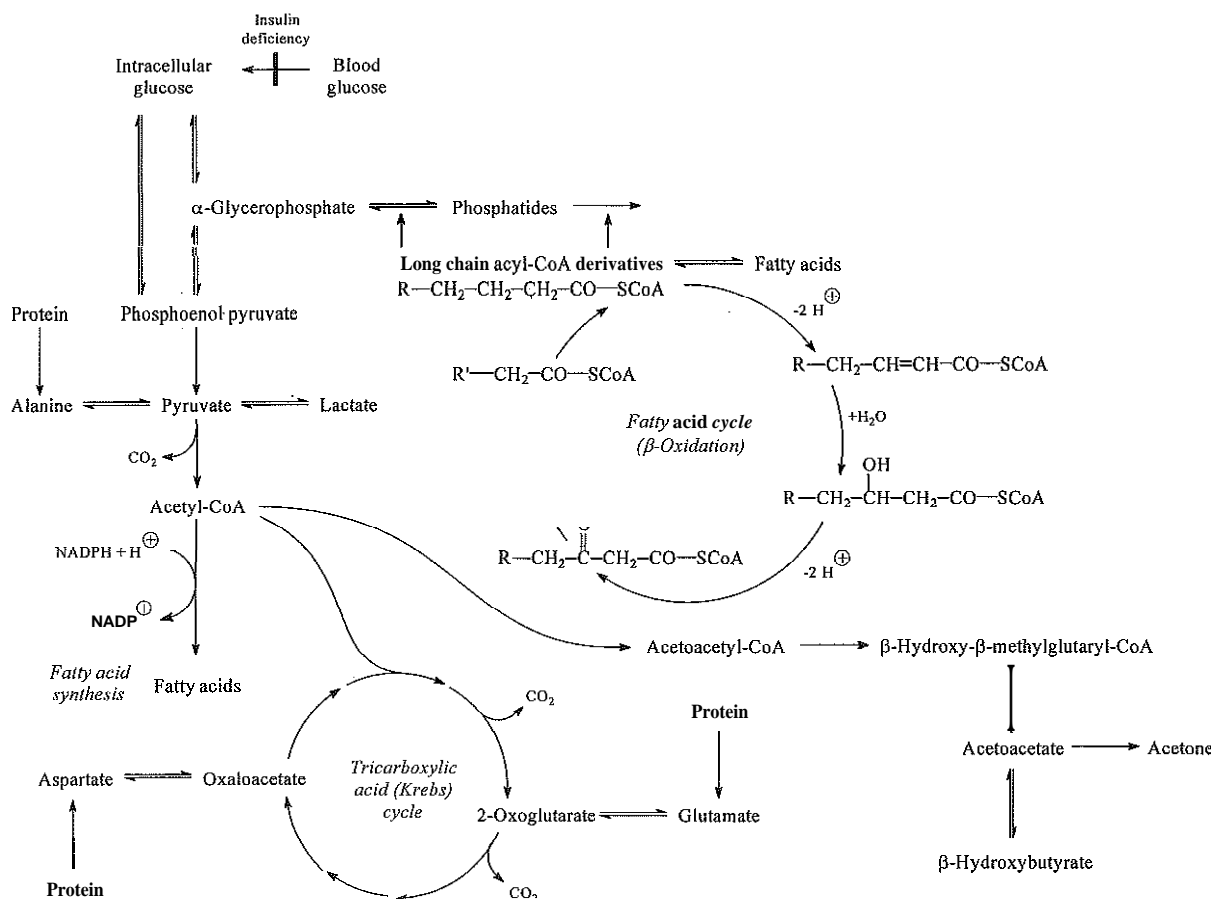 Insulin
deficiency
Intracellular
glucose
Blood
glucose
α-Glycerophosphate
Phosphatides
Long chain acyl-CoA derivatives
Fatty acids
R—CH₂—CH₂—CH₂—CO—SCoA
-2 H⊕
Protein
Phosphoenol pyruvate
R'—CH₂—CO—SCoA
R—CH₂—CH=CH—CO—SCoA
Alanine
Pyruvate
Lactate
Fatty acid cycle
(β-Oxidation)
+H₂O
CO₂
OH
R—CH₂—CH—CH₂—CO—SCoA
Acetyl-CoA
NADPH + H⊕
R—CH₂—C—CH₂—CO—SCoA
-2 H⊕
NADP
Acetoacetyl-CoA
β-Hydroxy-β-methylglutaryl-CoA
Fatty acid
synthesis
Fatty acids
CO₂
Protein
Acetoacetate
Acetone
Aspartate
Oxaloacetate
Tricarboxylic
acid (Krebs)
cycle
2-Oxoglutarate
Glutamate
β-Hydroxybutyrate
Protein
CO₂